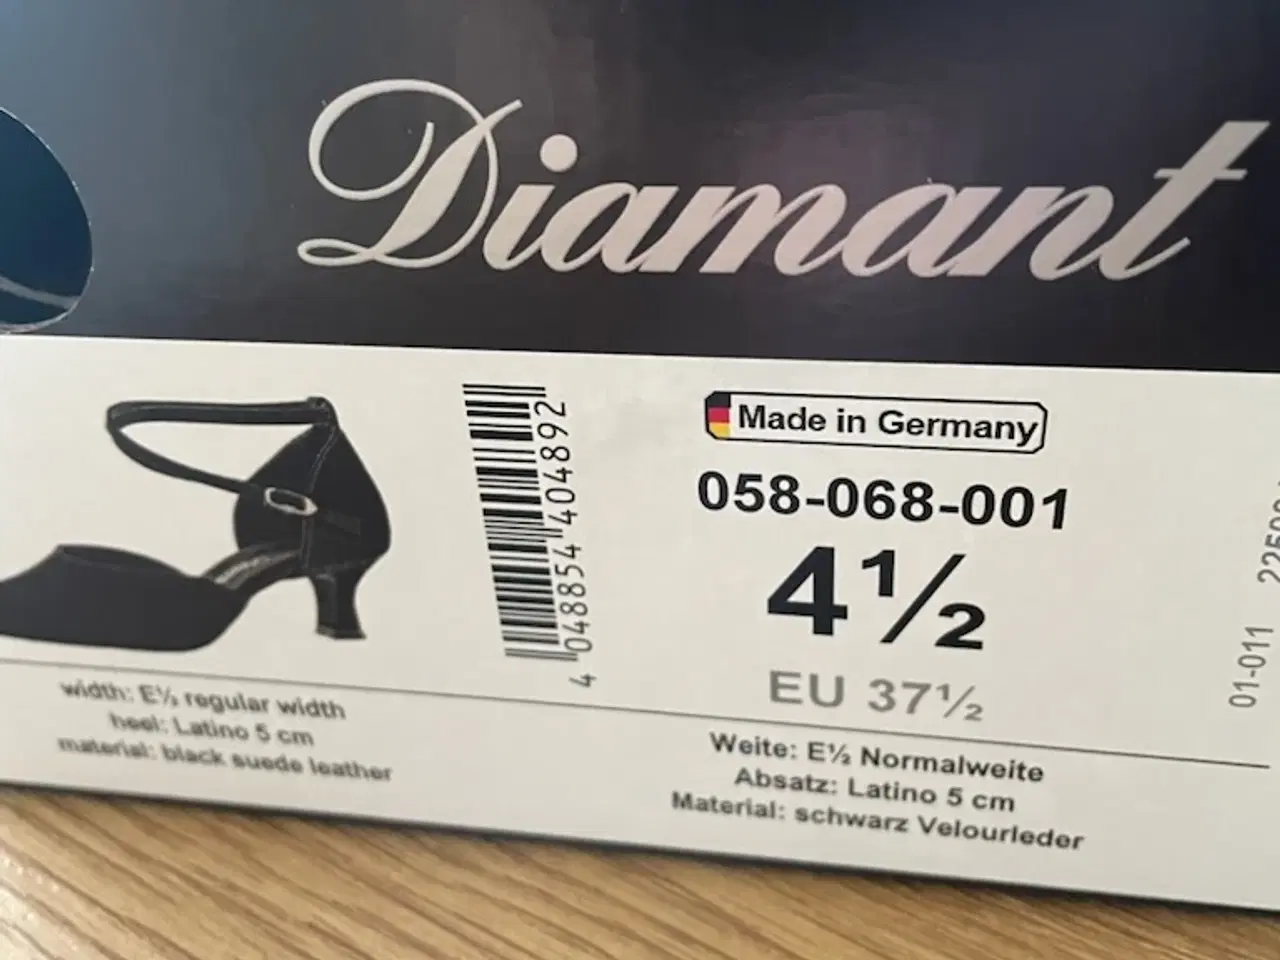 Diamant
Made in Germany
058-068-001
4½
EU 37½
4 048854 404892
width: E½ regular width
heel: Latino 5 cm
material: black suede leather
Weite: E½ Normalweite
Absatz: Latino 5 cm
Material: schwarz Velourleder
01-011